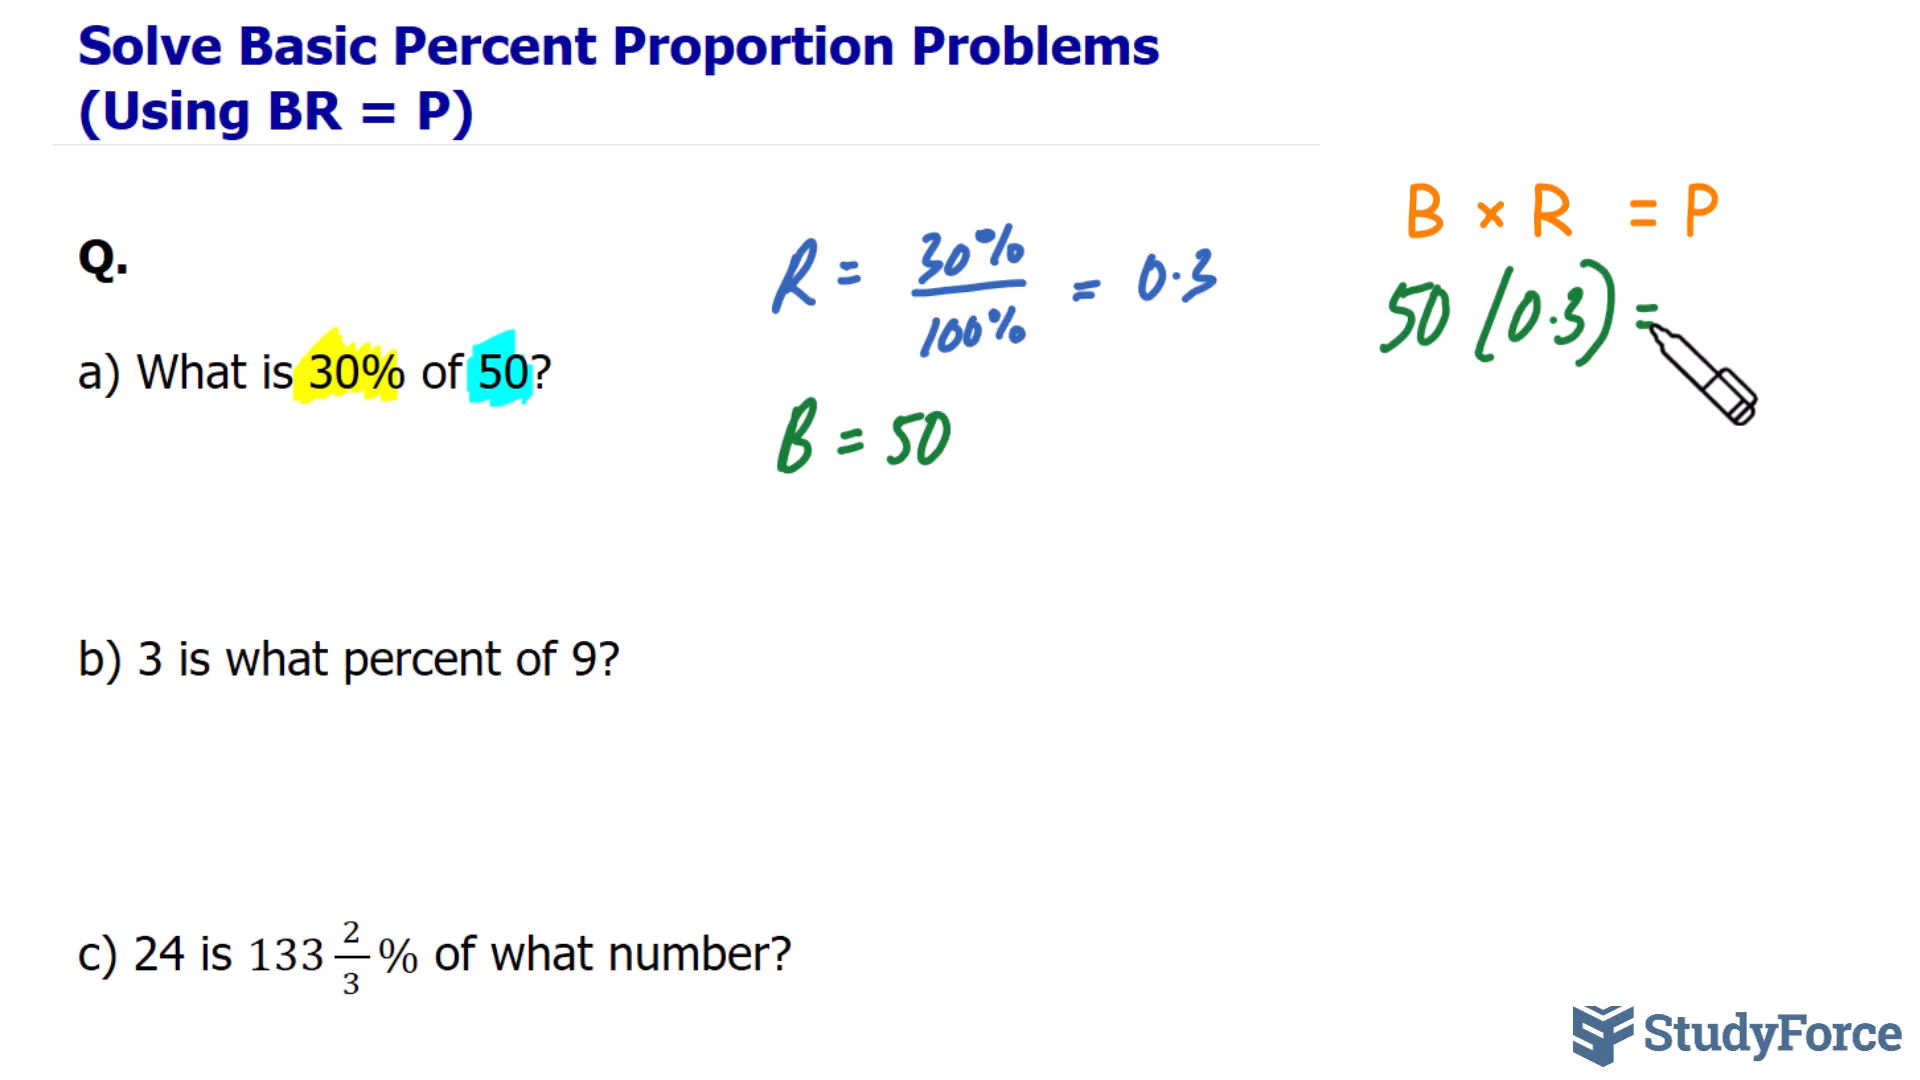 Solve Basic Percent Proportion Problems
(Using BR = P)
B × R = P
Q.
R = 30% / 100% = 0.3
50 (0.3) =
a) What is 30% of 50?
B = 50
b) 3 is what percent of 9?
c) 24 is 133 2/3 % of what number?
StudyForce